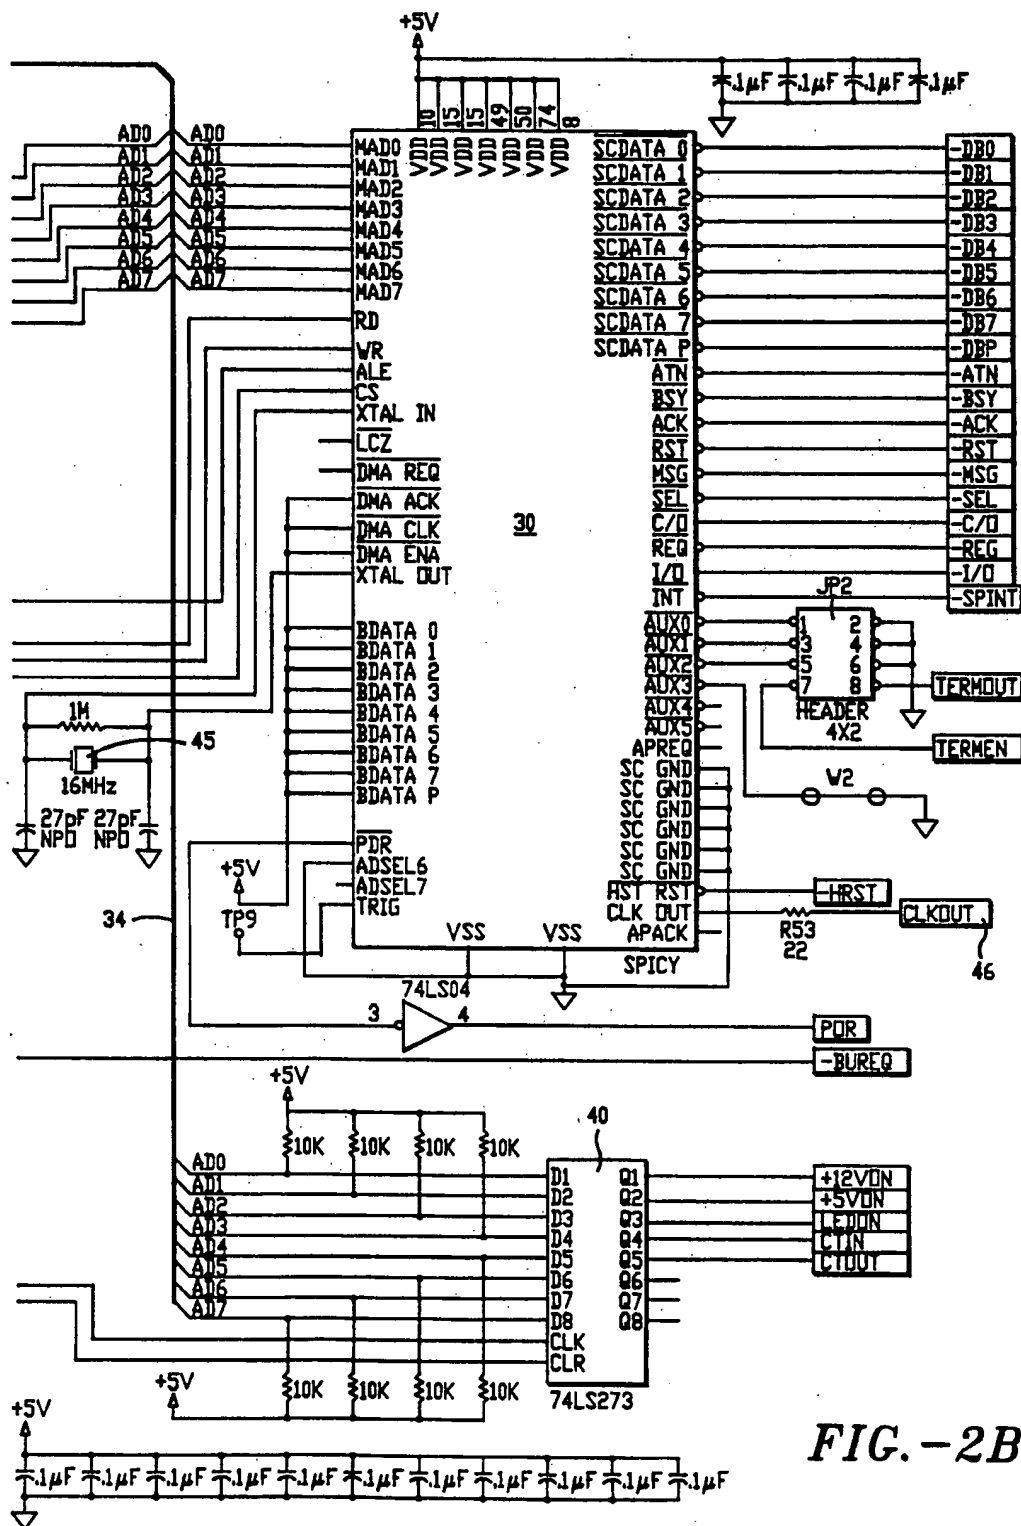 +5V
.1µF .1µF .1µF .1µF
10 15 15 49 50 74 8
VDD VDD VDD VDD VDD VDD VDD
AD0 AD0 MAD0
AD1 AD1 MAD1
AD2 AD2 MAD2
AD3 AD3 MAD3
AD4 AD4 MAD4
AD5 AD5 MAD5
AD6 AD6 MAD6
AD7 AD7 MAD7
RD
WR
ALE
CS
XTAL IN
LCZ
DMA REQ
DMA ACK
DMA CLK
DMA ENA
XTAL OUT
BDATA 0
BDATA 1
BDATA 2
BDATA 3
BDATA 4
BDATA 5
BDATA 6
BDATA 7
BDATA P
PDR
ADSEL6
ADSEL7
TRIG
30
SCDATA 0 -DB0
SCDATA 1 -DB1
SCDATA 2 -DB2
SCDATA 3 -DB3
SCDATA 4 -DB4
SCDATA 5 -DB5
SCDATA 6 -DB6
SCDATA 7 -DB7
SCDATA P -DBP
ATN -ATN
BSY -BSY
ACK -ACK
RST -RST
MSG -MSG
SEL -SEL
C/O -C/O
REQ -REG
I/O -I/O
INT -SPINT
JP2
AUX0 1 2
AUX1 3 4
AUX2 5 6
AUX3 7 8 TERMOUT
AUX4 HEADER
AUX5 4X2
APREQ TERMEN
SC GND
SC GND W2
SC GND
SC GND
SC GND
SC GND
HST RST -HRST
CLK OUT CLKOUT
APACK R53
22
46
VSS VSS
SPICY
1M
45
16MHz
27pF 27pF
NPO NPO
+5V
34
TP9
74LS04
3 4 POR
-BUREQ
+5V
10K 10K 10K 10K
40
AD0 D1 Q1 +12VON
AD1 D2 Q2 +5VON
AD2 D3 Q3 LEDON
AD3 D4 Q4 CTIN
AD4 D5 Q5 CTOUT
AD5 D6 Q6
AD6 D7 Q7
AD7 D8 Q8
CLK
CLR
+5V
10K 10K 10K 10K
74LS273
+5V
.1µF .1µF .1µF .1µF .1µF .1µF .1µF .1µF .1µF .1µF .1µF
FIG.-2B